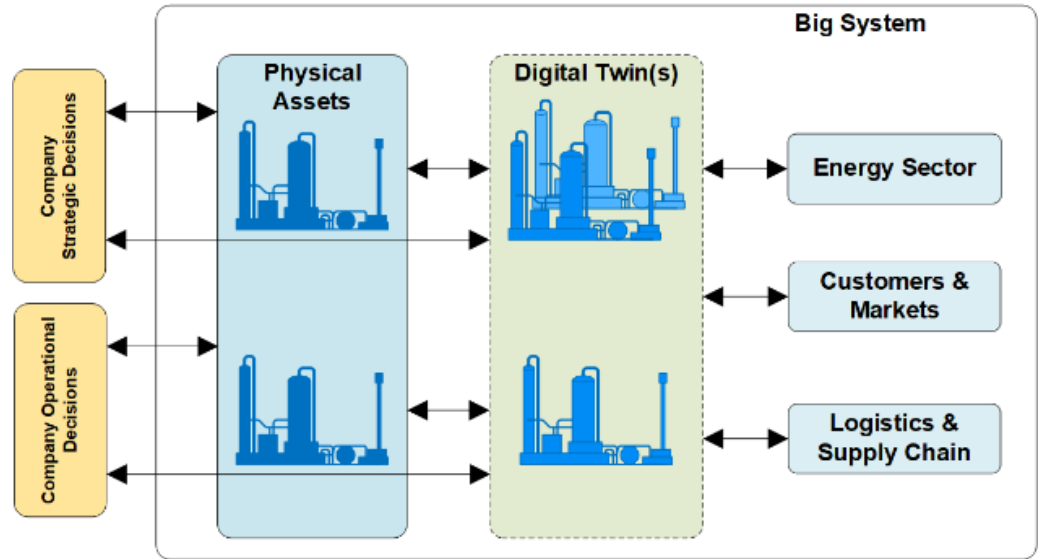 Big System
Physical
Assets
Digital Twin(s)
Company
Strategic Decisions
Energy Sector
Customers &
Markets
Company Operational
Decisions
Logistics &
Supply Chain